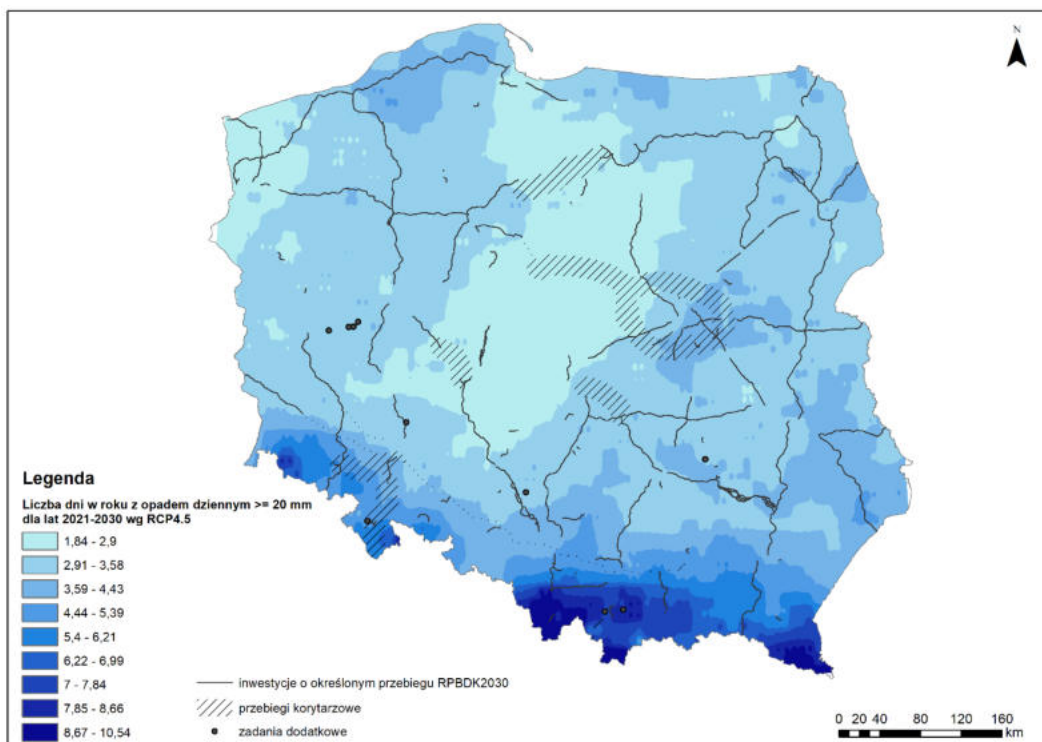 N
Legenda
Liczba dni w roku z opadem dziennym >= 20 mm
dla lat 2021-2030 wg RCP4.5
1,84 - 2,9
2,91 - 3,58
3,59 - 4,43
4,44 - 5,39
5,4 - 6,21
6,22 - 6,99
7 - 7,84
7,85 - 8,66
8,67 - 10,54
inwestycje o określonym przebiegu RPBDK2030
przebiegi korytarzowe
zadania dodatkowe
0 20 40 80 120 160
km